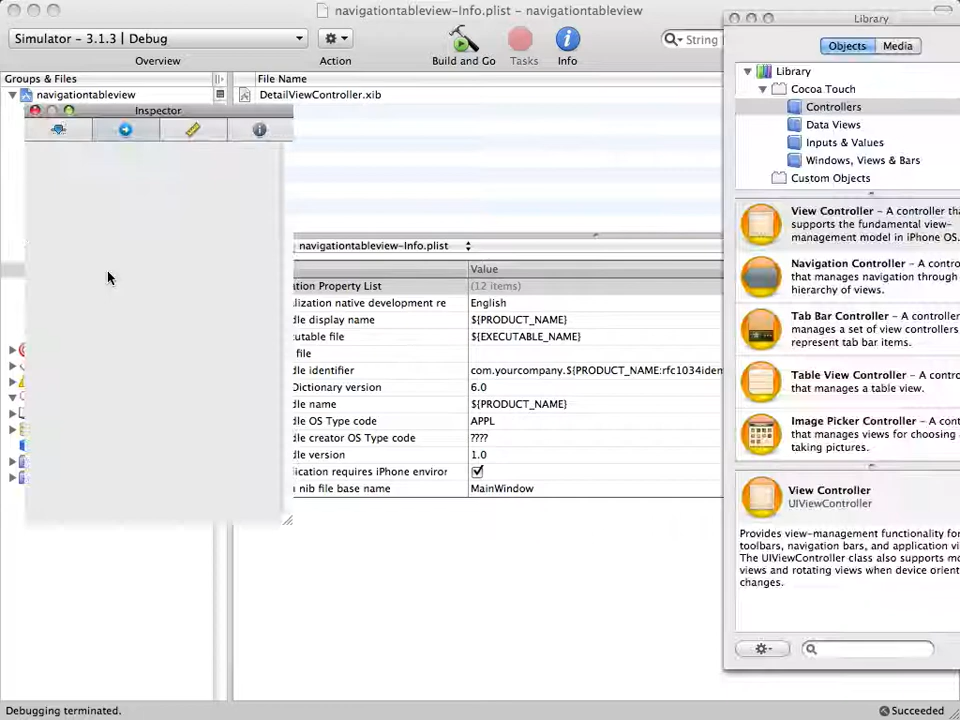 navigationtableview-Info.plist – navigationtableview
Simulator - 3.1.3 | Debug
Overview
Action
Build and Go
Tasks
Info
String
Groups & Files
navigationtableview
File Name
DetailViewController.xib
Inspector
navigationtableview-Info.plist
Value
tion Property List
(12 items)
lization native development re
English
dle display name
${PRODUCT_NAME}
cutable file
${EXECUTABLE_NAME}
file
dle identifier
com.yourcompany.${PRODUCT_NAME:rfc1034iden
Dictionary version
6.0
dle name
${PRODUCT_NAME}
dle OS Type code
APPL
dle creator OS Type code
????
dle version
1.0
ication requires iPhone enviror
nib file base name
MainWindow
Debugging terminated.
Succeeded
Library
Objects
Media
Library
Cocoa Touch
Controllers
Data Views
Inputs & Values
Windows, Views & Bars
Custom Objects
View Controller – A controller tha
supports the fundamental view-
management model in iPhone OS.
Navigation Controller – A contro
that manages navigation through
hierarchy of views.
Tab Bar Controller – A controller
manages a set of view controllers
represent tab bar items.
Table View Controller – A contro
that manages a table view.
Image Picker Controller – A cont
that manages views for choosing
taking pictures.
View Controller
UIViewController
Provides view-management functionality for
toolbars, navigation bars, and application vi
The UIViewController class also supports mo
views and rotating views when device orient
changes.